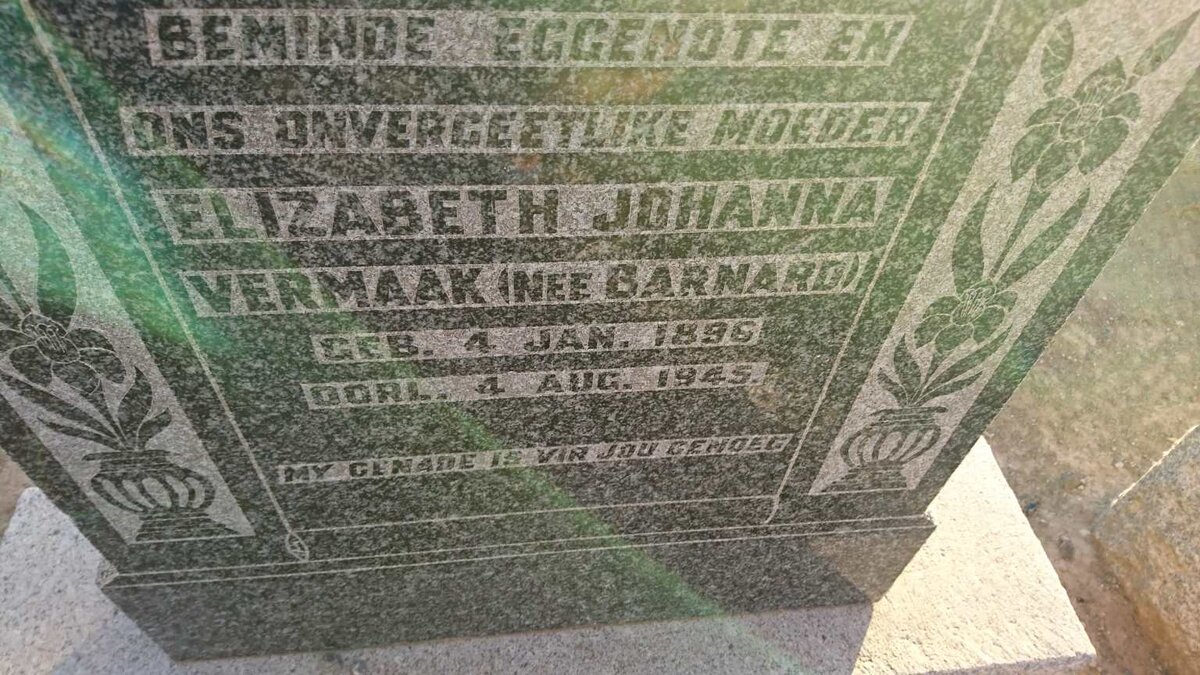 BEMINDE EGGENOTE EN
ONS ONVERGEETLIKE MOEDER
ELIZABETH JOHANNA
VERMAAK (NEE BARNARD)
GEB. 4 JAN. 1896
OORL. 4 AUG. 1945.
MY GENADE IS VIR JOU GENOEG